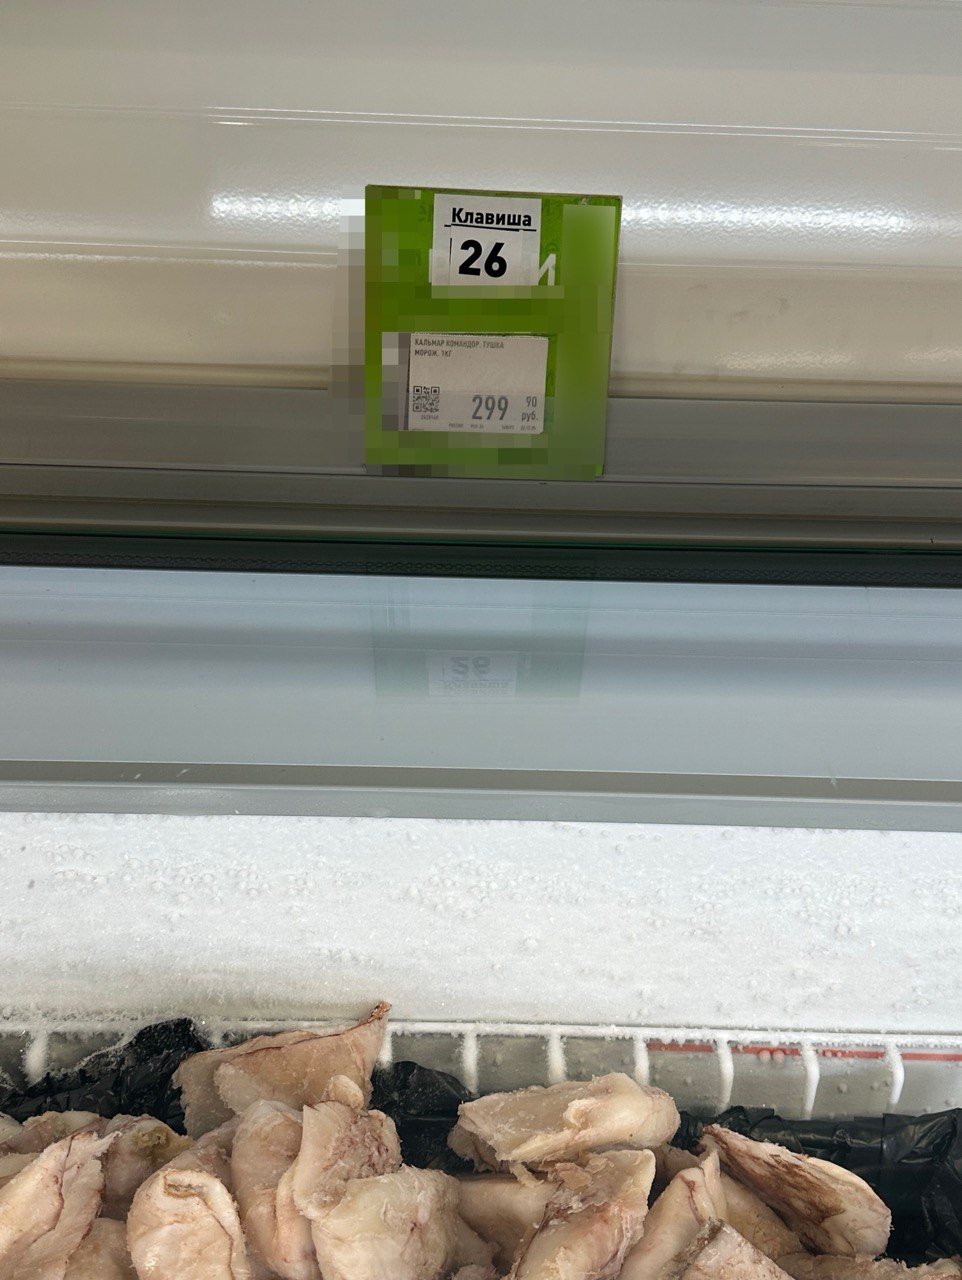 Клавиша
26
И
КАЛЬМАР КОМАНДОР. ТУШКА
МОРОЖ. 1КГ
299 90
руб.